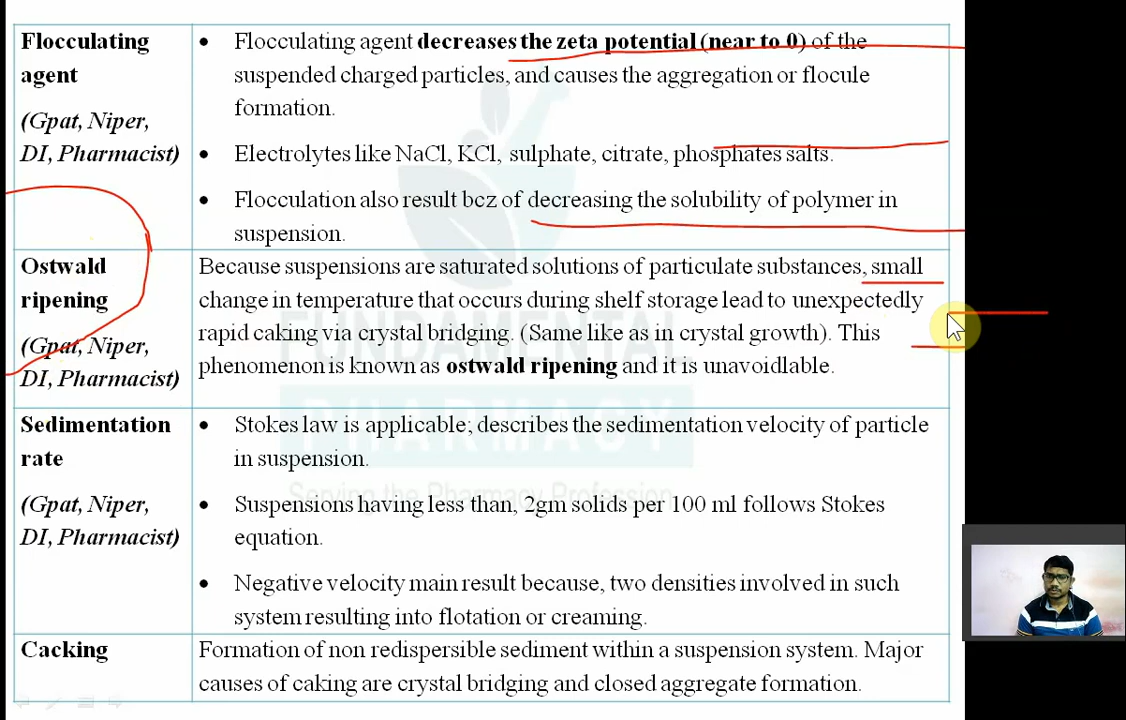 Flocculating
agent
(Gpat, Niper,
DI, Pharmacist)
• Flocculating agent decreases the zeta potential (near to 0) of the
suspended charged particles, and causes the aggregation or flocule
formation.
• Electrolytes like NaCl, KCl, sulphate, citrate, phosphates salts.
• Flocculation also result bcz of decreasing the solubility of polymer in
suspension.
Ostwald
ripening
(Gpat, Niper,
DI, Pharmacist)
Because suspensions are saturated solutions of particulate substances, small
change in temperature that occurs during shelf storage lead to unexpectedly
rapid caking via crystal bridging. (Same like as in crystal growth). This
phenomenon is known as ostwald ripening and it is unavoidlable.
Sedimentation
rate
(Gpat, Niper,
DI, Pharmacist)
• Stokes law is applicable; describes the sedimentation velocity of particle
in suspension.
• Suspensions having less than, 2gm solids per 100 ml follows Stokes
equation.
• Negative velocity main result because, two densities involved in such
system resulting into flotation or creaming.
Cacking
Formation of non redispersible sediment within a suspension system. Major
causes of caking are crystal bridging and closed aggregate formation.
FUNDAMENTAL
PHARMACY
Serving the Pharmacy Profession